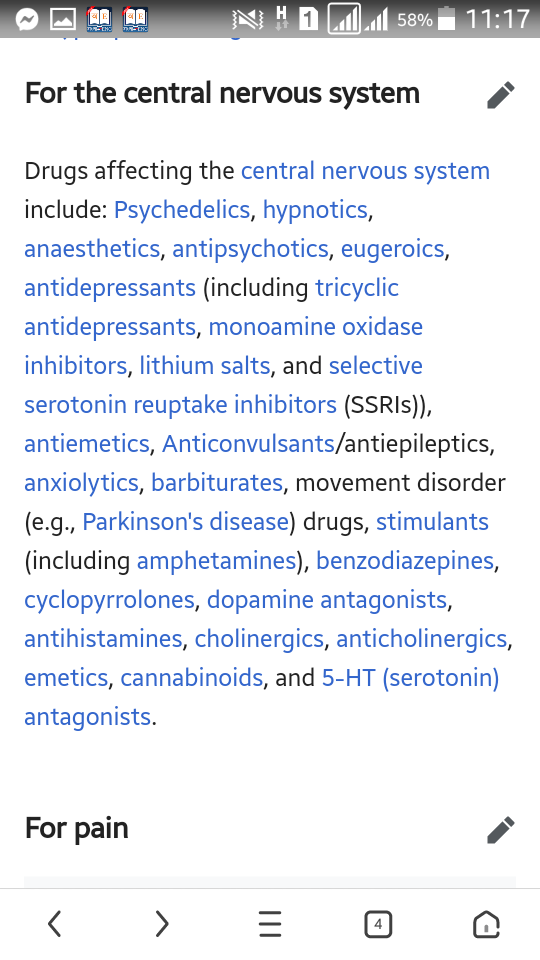 H
1
58%
11:17
For the central nervous system
Drugs affecting the central nervous system
include: Psychedelics, hypnotics,
anaesthetics, antipsychotics, eugeroics,
antidepressants (including tricyclic
antidepressants, monoamine oxidase
inhibitors, lithium salts, and selective
serotonin reuptake inhibitors (SSRIs)),
antiemetics, Anticonvulsants/antiepileptics,
anxiolytics, barbiturates, movement disorder
(e.g., Parkinson's disease) drugs, stimulants
(including amphetamines), benzodiazepines,
cyclopyrrolones, dopamine antagonists,
antihistamines, cholinergics, anticholinergics,
emetics, cannabinoids, and 5-HT (serotonin)
antagonists.
For pain
4